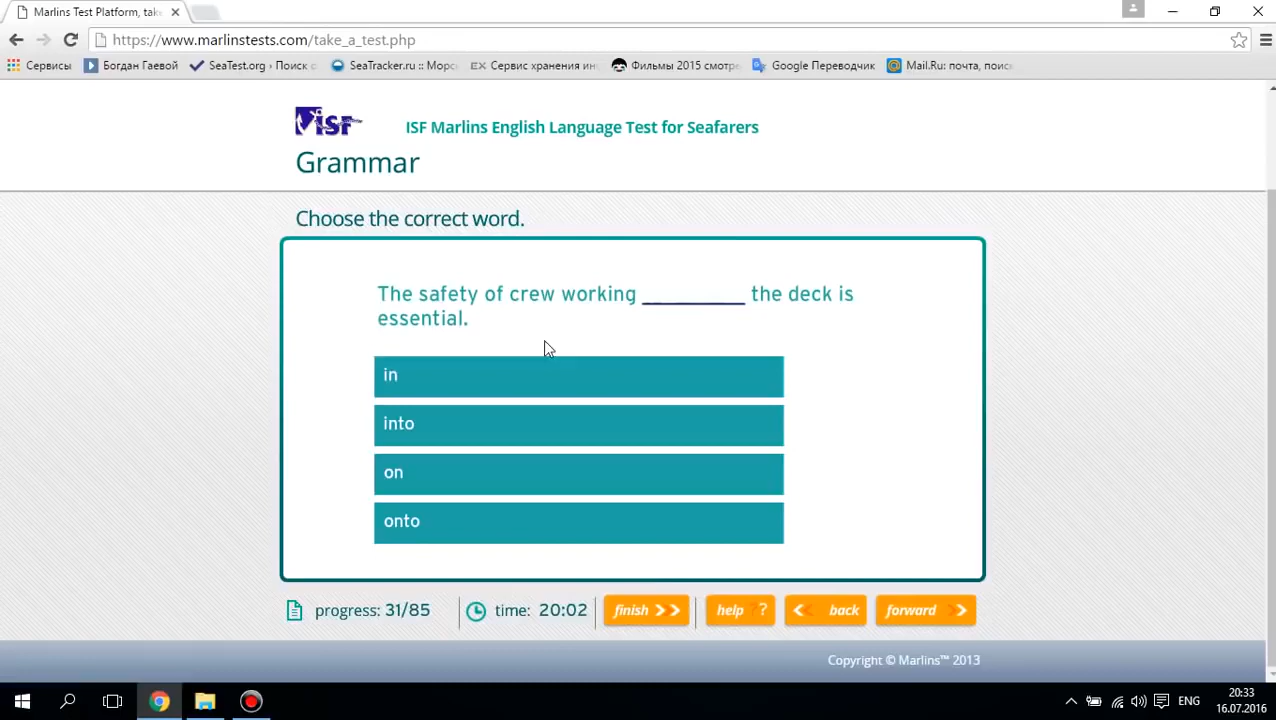 Marlins Test Platform, take
https://www.marlinstests.com/take_a_test.php
Сервисы
Богдан Гаевой
SeaTest.org › Поиск
SeaTracker.ru :: Морс
Сервис хранения ин
Фильмы 2015 смотре
Google Переводчик
Mail.Ru: почта, поиск
isf
ISF Marlins English Language Test for Seafarers
Grammar
Choose the correct word.
The safety of crew working ________ the deck is
essential.
in
into
on
onto
progress: 31/85
time: 20:02
finish >>
help ?
< back
forward >
Copyright © Marlins™ 2013
ENG
20:33
16.07.2016